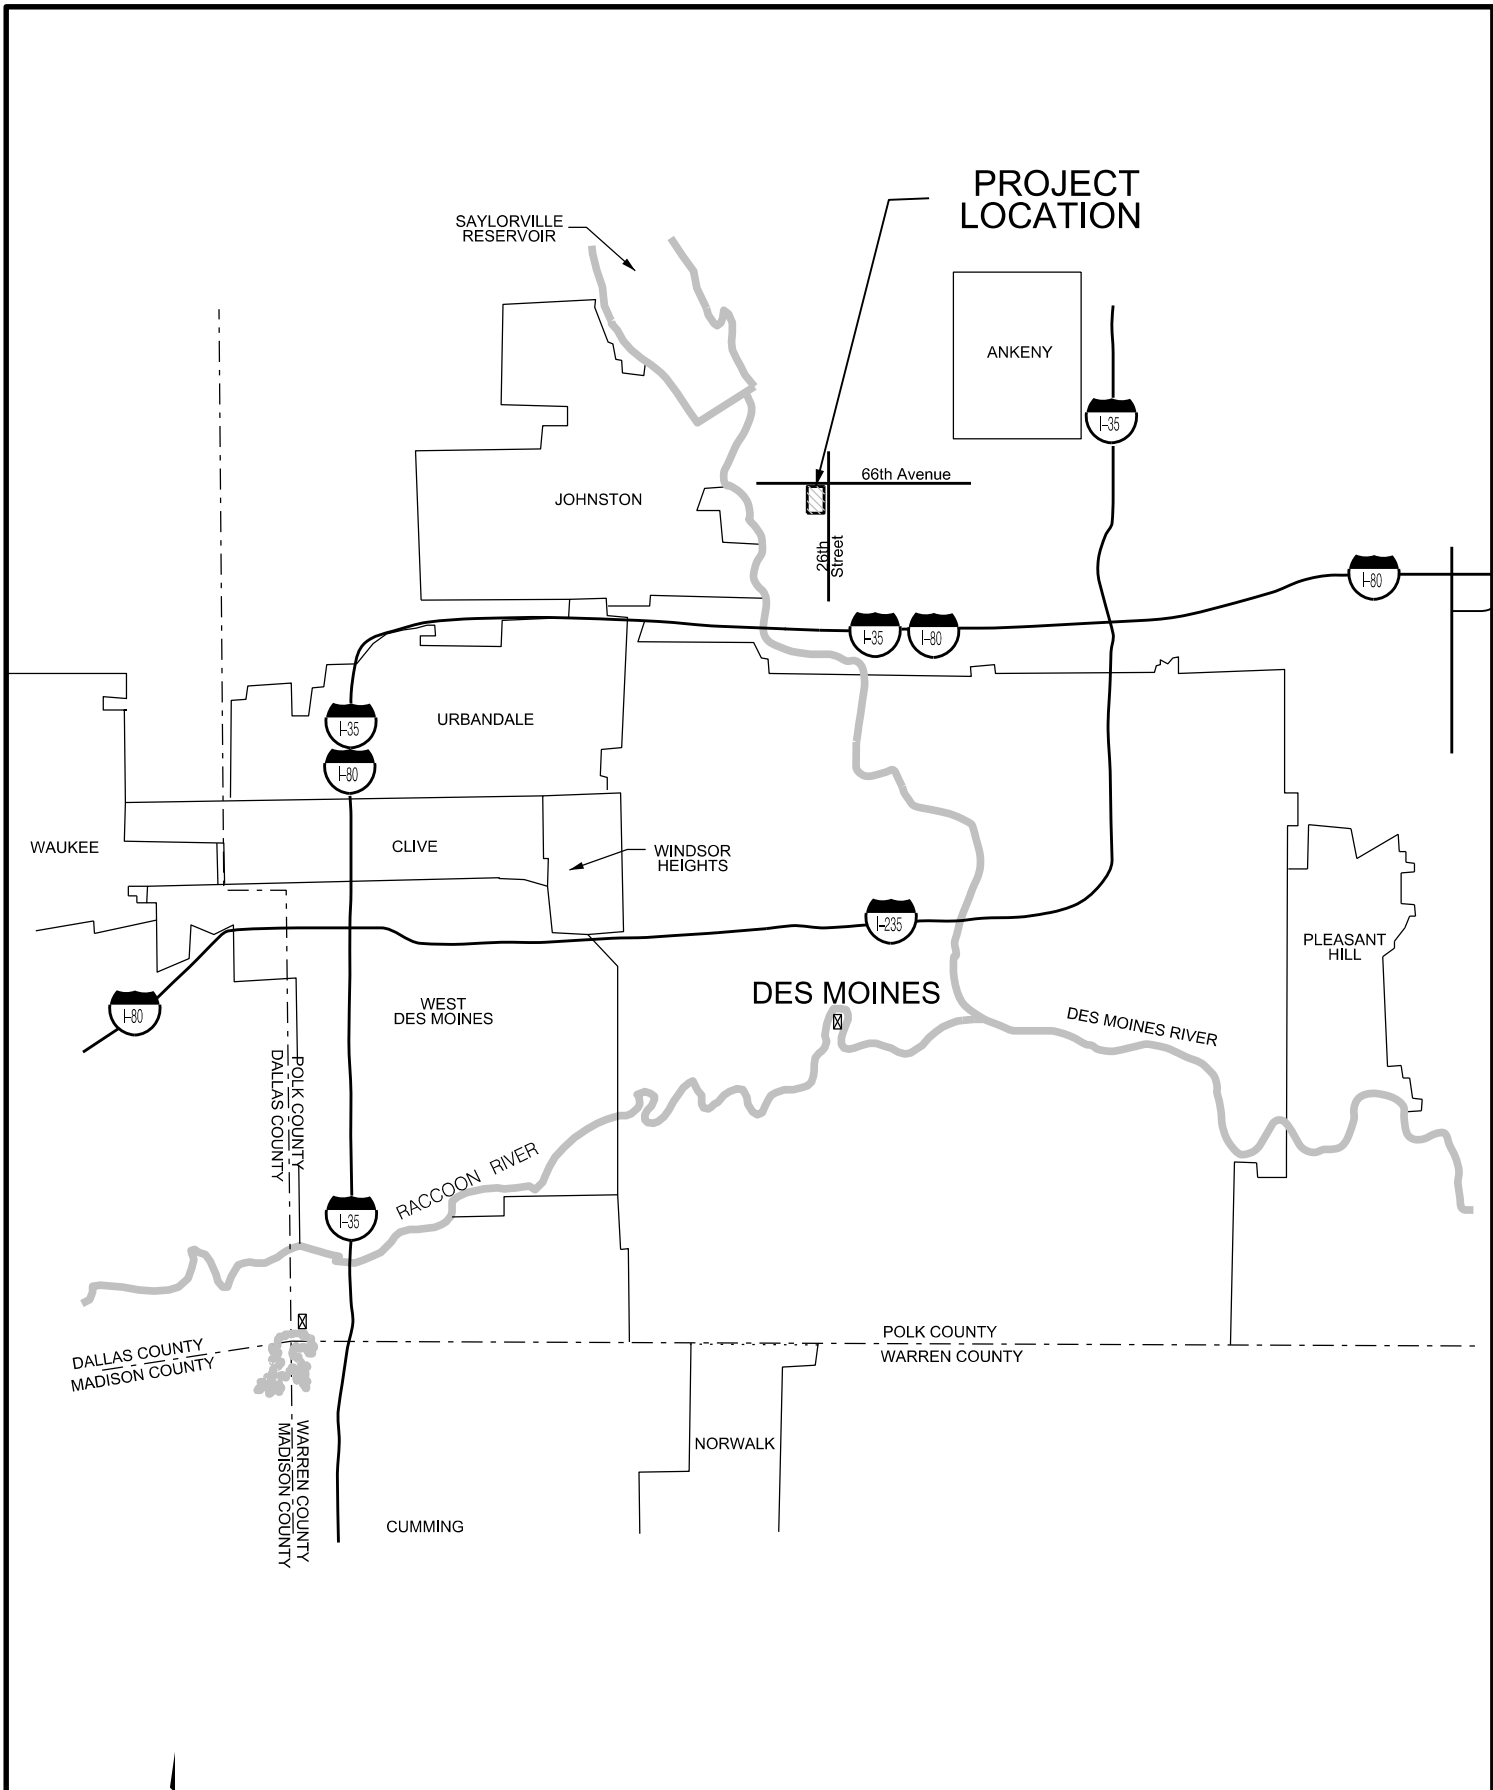 PROJECT
LOCATION
SAYLORVILLE
RESERVOIR
ANKENY
I-35
66th Avenue
JOHNSTON
26th
Street
I-80
I-35
I-80
I-35
URBANDALE
I-80
WAUKEE
CLIVE
WINDSOR
HEIGHTS
I-235
PLEASANT
HILL
DES MOINES
WEST
DES MOINES
I-80
DES MOINES RIVER
POLK COUNTY
DALLAS COUNTY
RACCOON RIVER
I-35
POLK COUNTY
WARREN COUNTY
DALLAS COUNTY
MADISON COUNTY
WARREN COUNTY
MADISON COUNTY
NORWALK
CUMMING